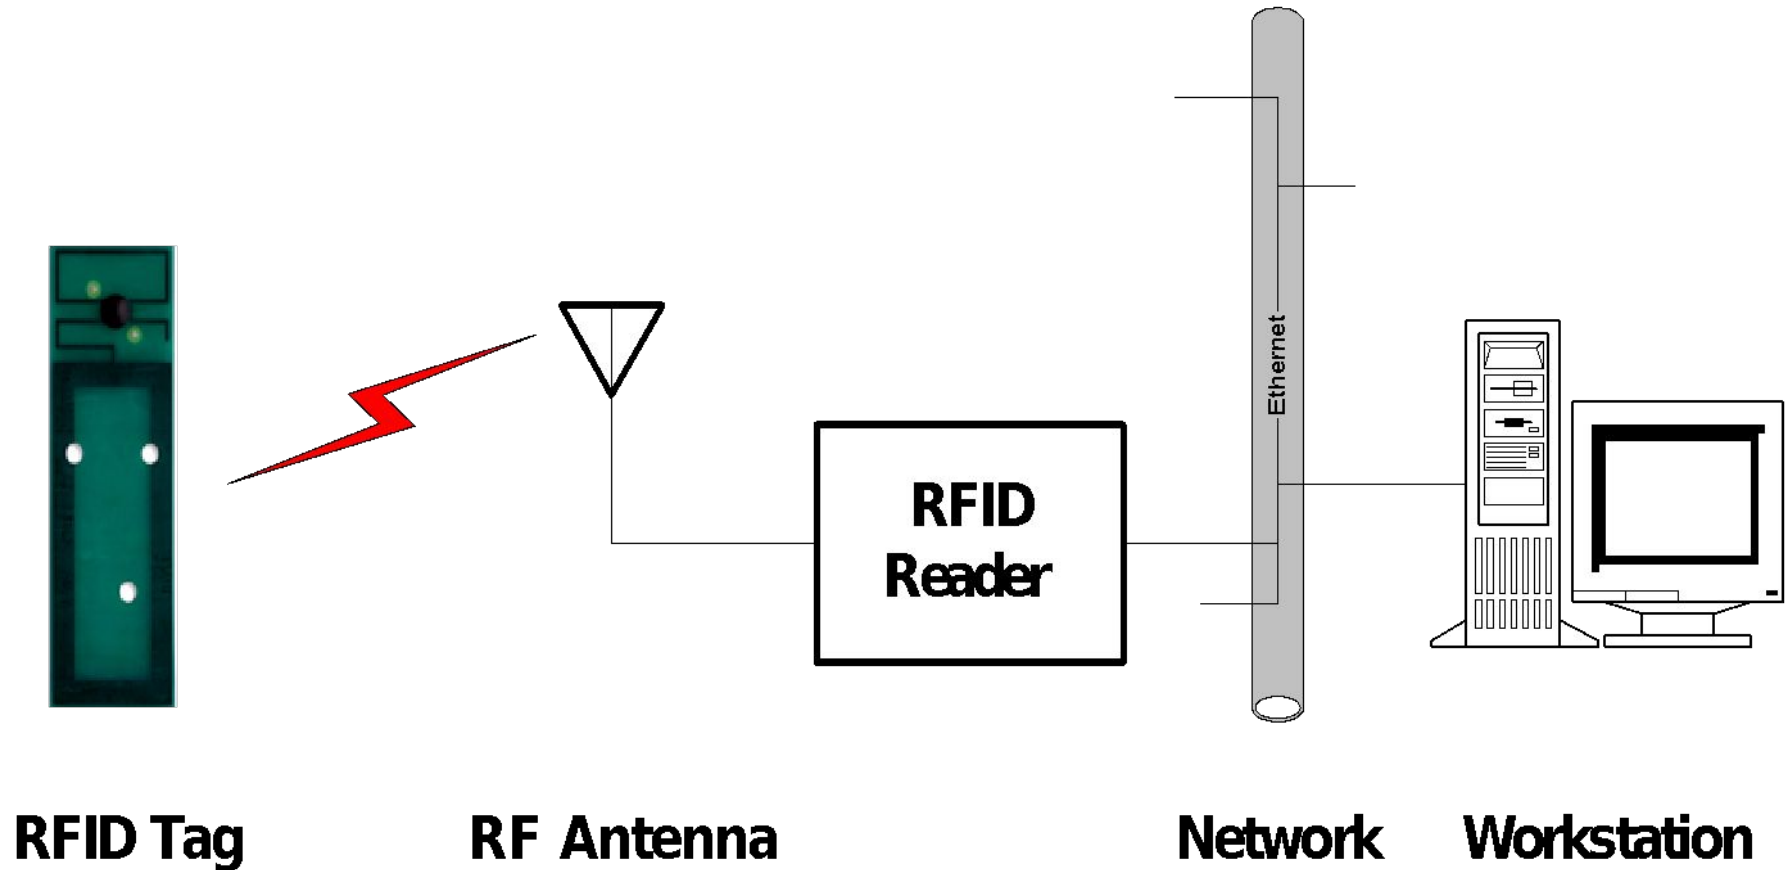 Ethernet
RFID
Reader
RFID Tag
RF Antenna
Network
Workstation